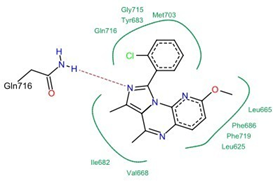 Gly715
Tyr683
Met703
Gln716
Cl
H
N
H
Gln716
O
N
N
N
N
O
Leu665
Phe686
Phe719
Leu625
Ile682
Val668